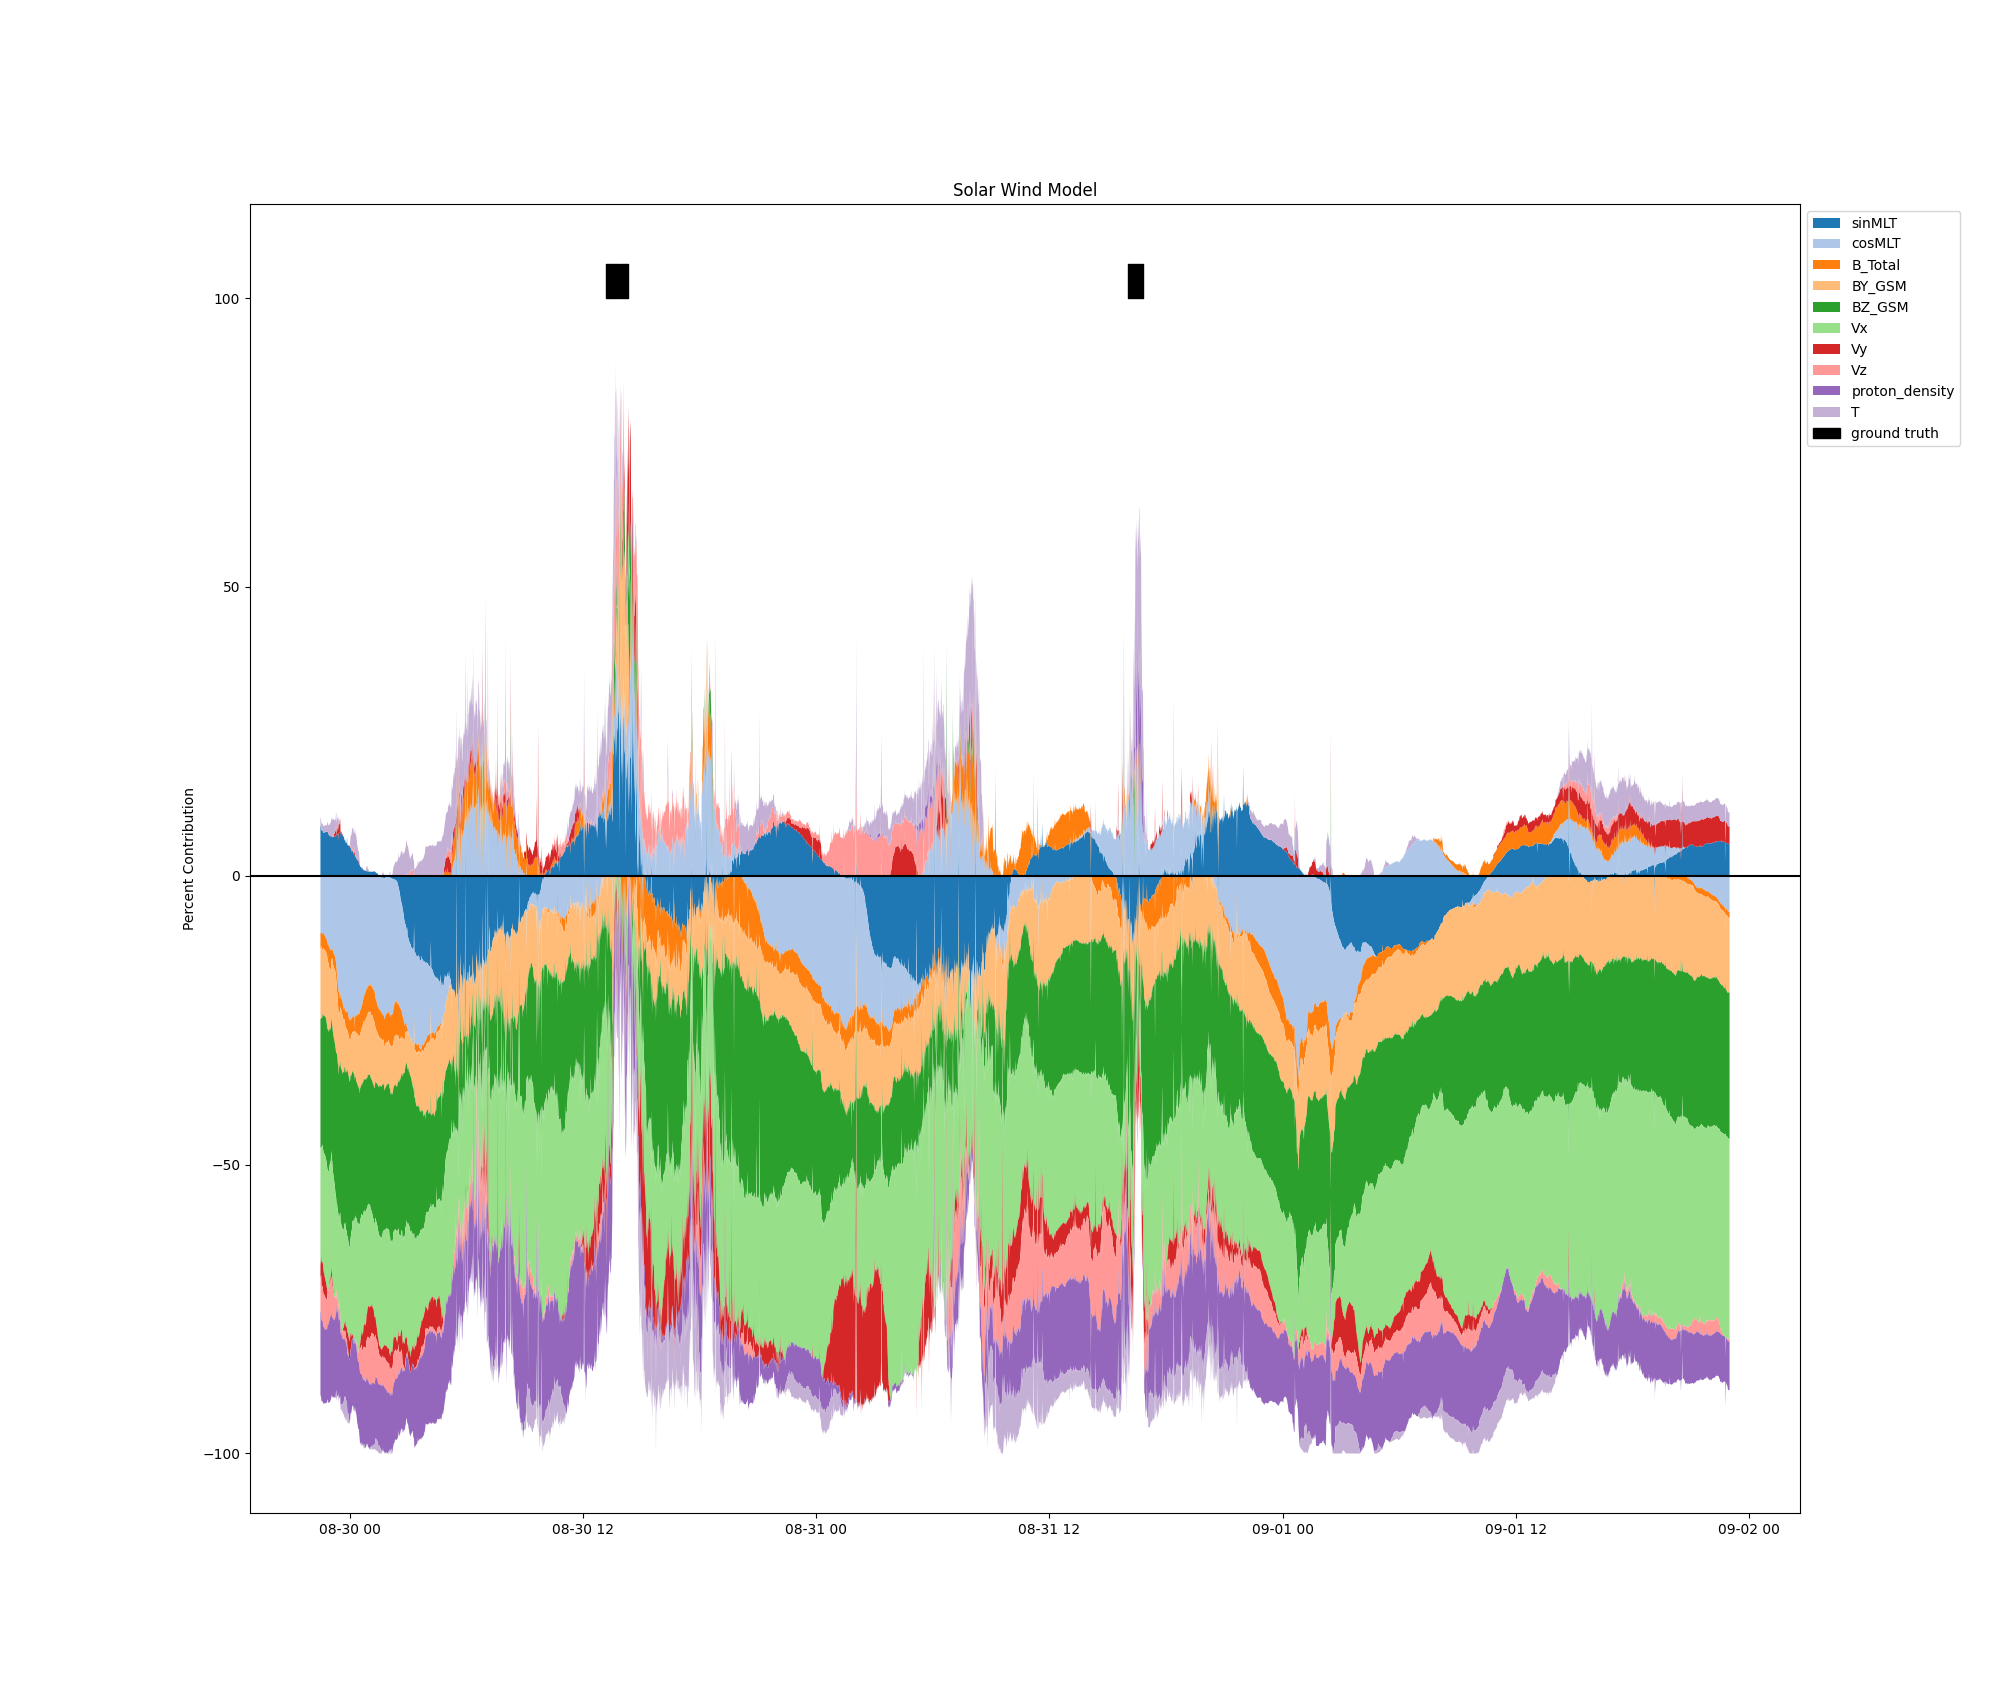 Solar Wind Model
sinMLT
cosMLT
B_Total
BY_GSM
BZ_GSM
Vx
Vy
Vz
proton_density
T
ground truth
Percent Contribution
100
50
0
−50
−100
08-30 00
08-30 12
08-31 00
08-31 12
09-01 00
09-01 12
09-02 00